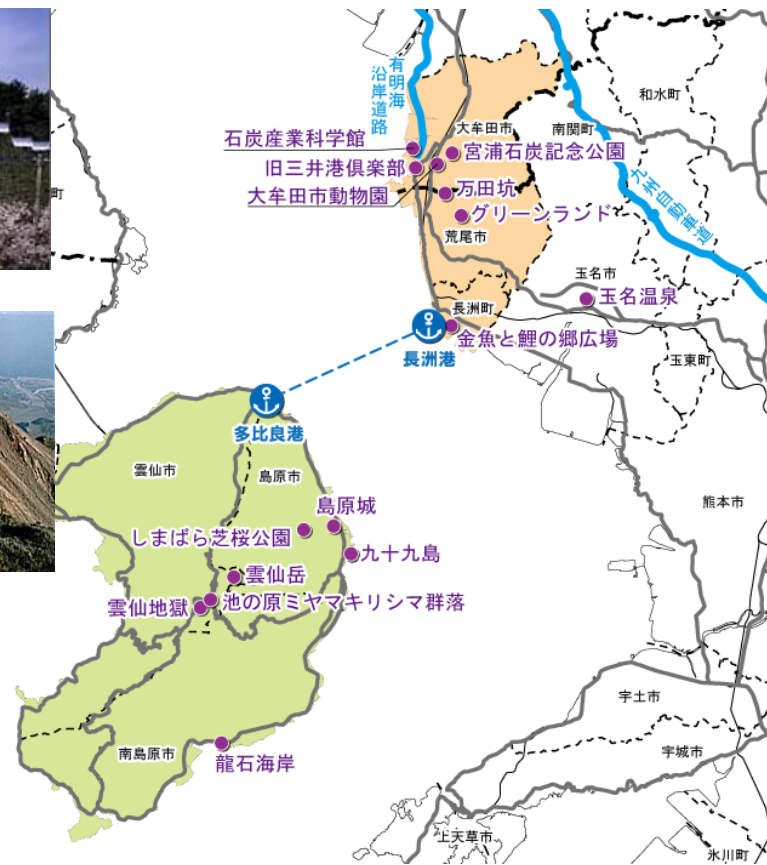 有明海
沿岸道路
和水町
大牟田市
南関町
石炭産業科学館
宮浦石炭記念公園
旧三井港倶楽部
大牟田市動物園
万田坑
九州自動車道
グリーンランド
荒尾市
玉名市
玉名温泉
長洲町
金魚と鯉の郷広場
長洲港
玉東町
多比良港
雲仙市
島原市
熊本市
島原城
しまばら芝桜公園
九十九島
雲仙岳
池の原ミヤマキリシマ群落
雲仙地獄
宇土市
宇城市
南島原市
龍石海岸
上天草市
氷川町
町